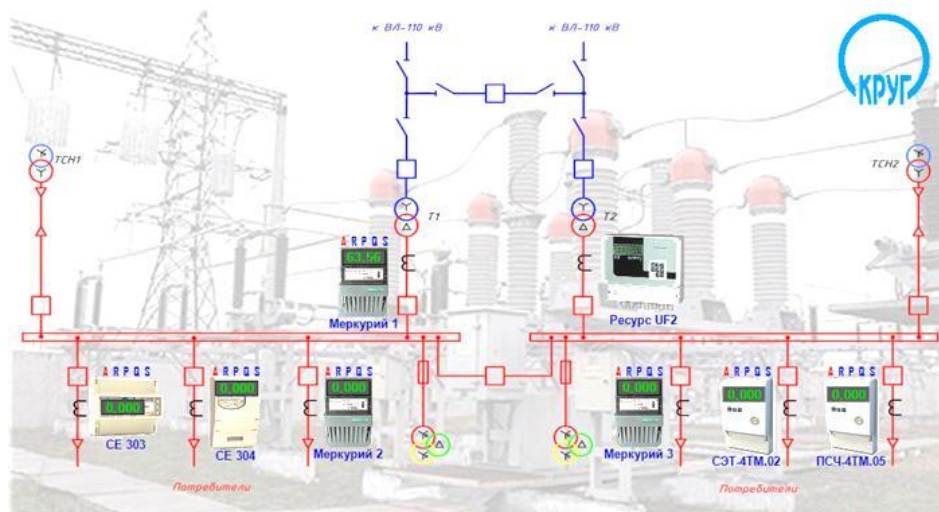 к ВЛ-110 кВ
к ВЛ-110 кВ
КРУГ
ТСН1
ТСН2
Т1
Т2
A R P Q S
63,56
Меркурий 1
Ресурс UF2
A R P Q S
0,000
СЕ 303
A R P Q S
0,000
СЕ 304
A R P Q S
0,000
Меркурий 2
A R P Q S
0,000
Меркурий 3
A R P Q S
0,000
СЭТ-4ТМ.02
A R P Q S
0,000
ПСЧ-4ТМ.05
Потребители
Потребители